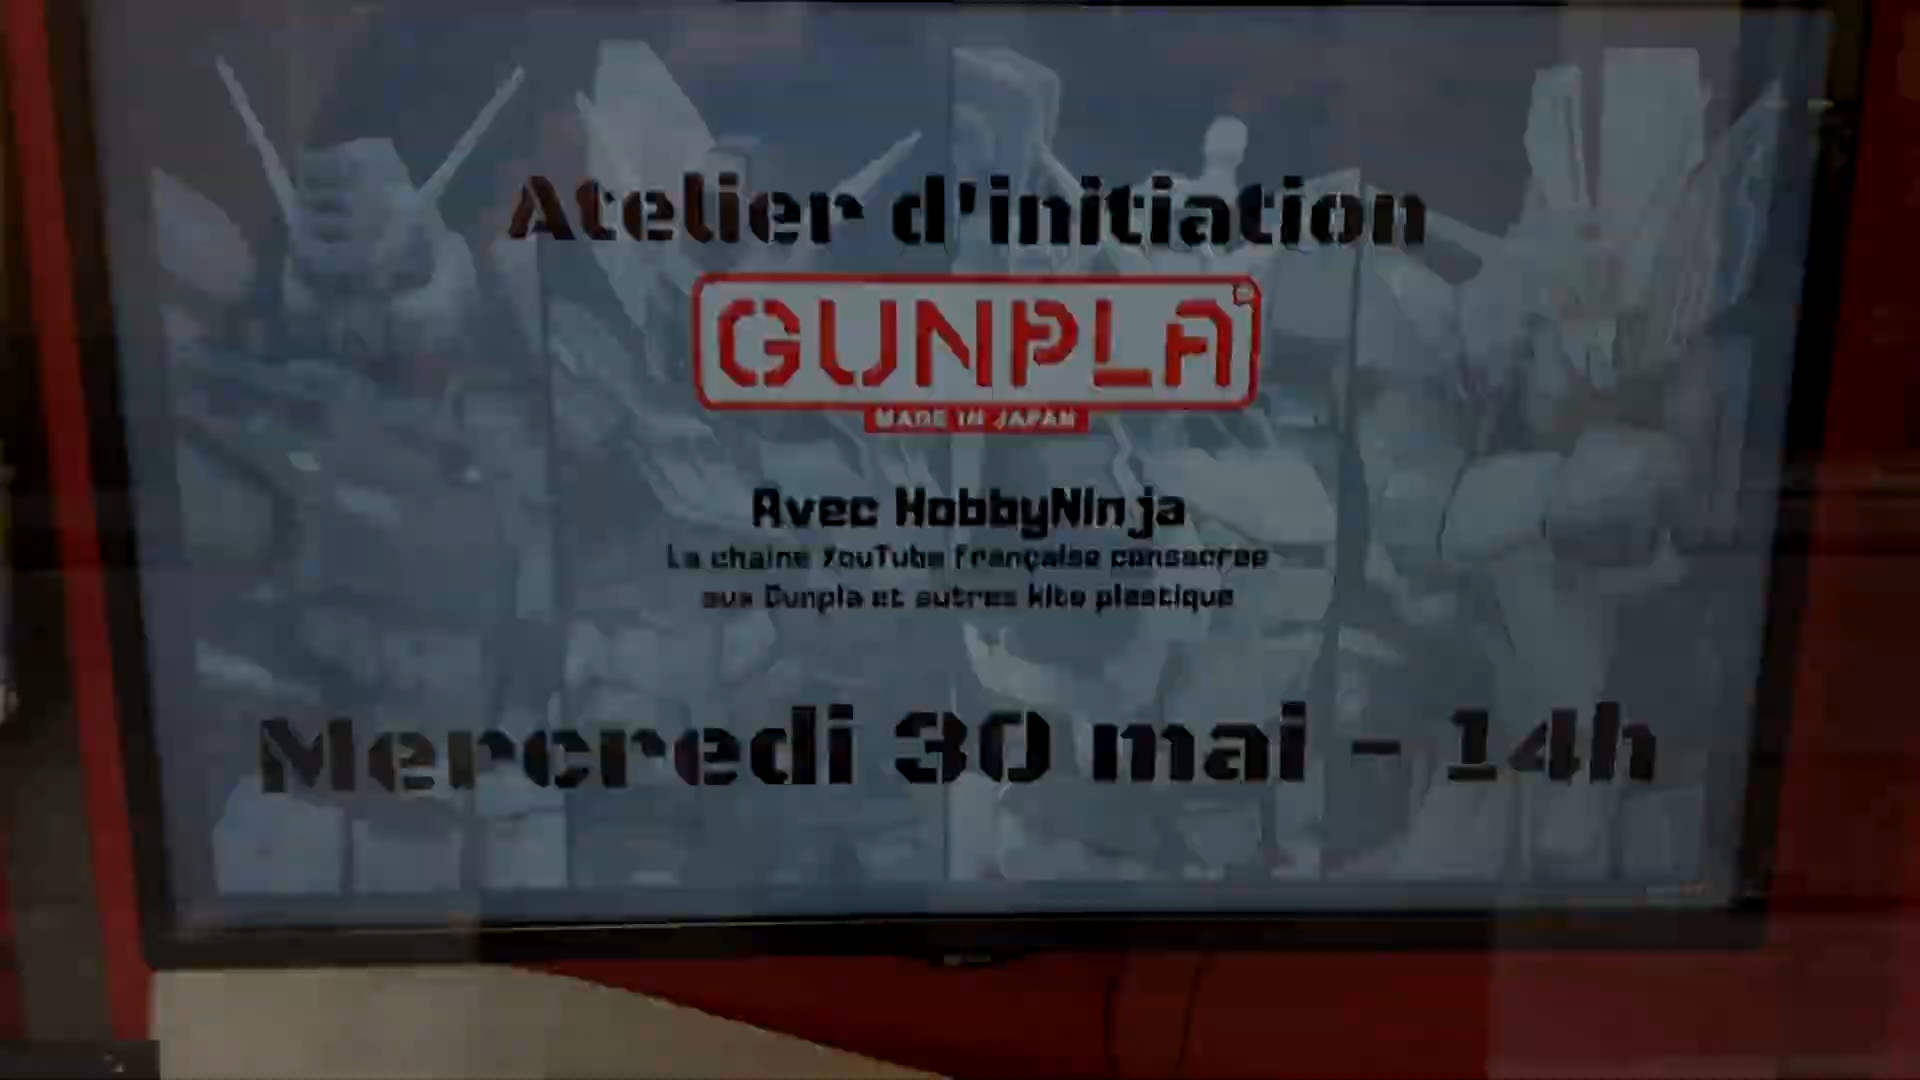 Atelier d'initiation
GUNPLA
MADE IN JAPAN
Avec HobbyNinja
La chaine YouTube française consacrée
aux Gunpla et autres kits plastique
Mercredi 30 mai - 14h